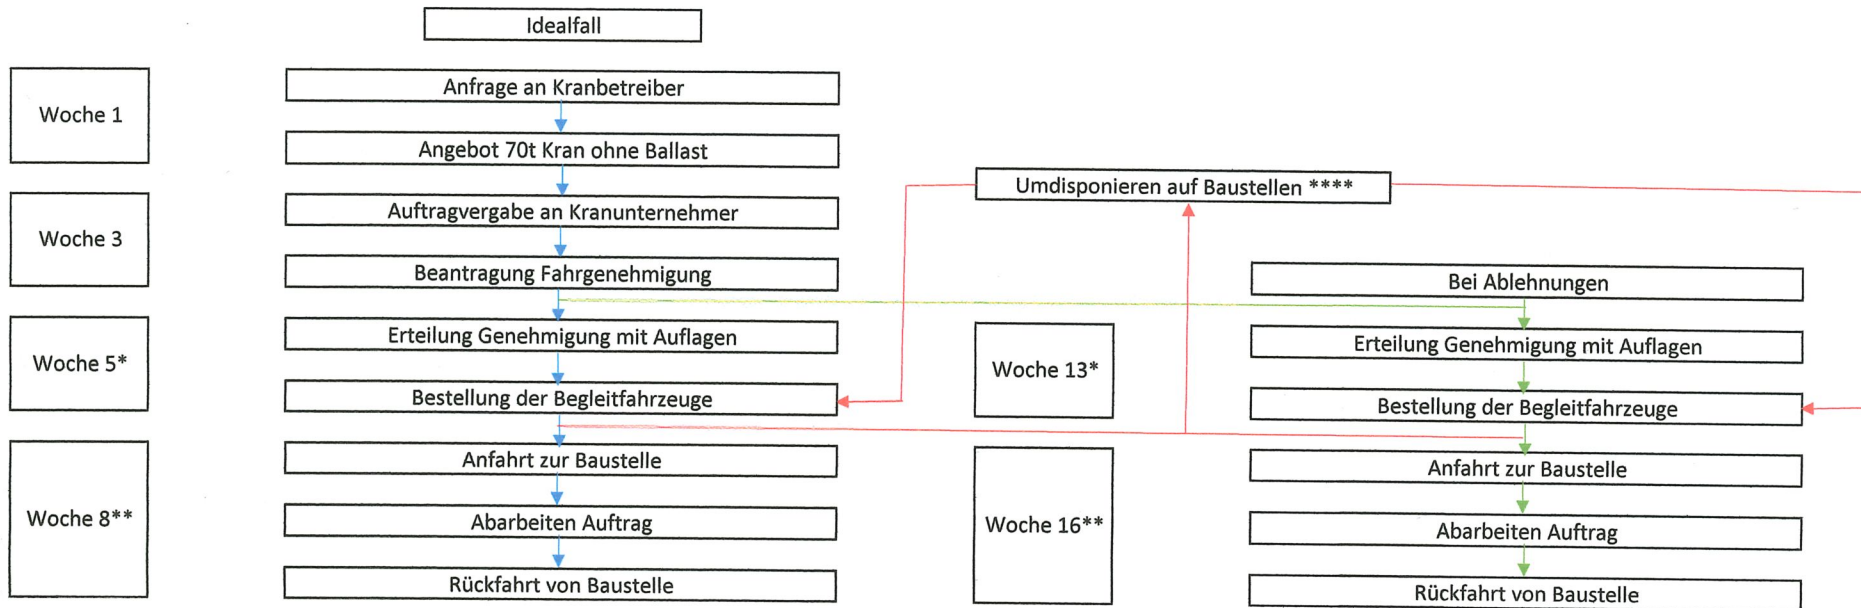 Idealfall
Woche 1
Anfrage an Kranbetreiber
Angebot 70t Kran ohne Ballast
Woche 3
Auftragvergabe an Kranunternehmer
Beantragung Fahrgenehmigung
Woche 5*
Erteilung Genehmigung mit Auflagen
Bestellung der Begleitfahrzeuge
Woche 8**
Anfahrt zur Baustelle
Abarbeiten Auftrag
Rückfahrt von Baustelle
Umdisponieren auf Baustellen ****
Bei Ablehnungen
Woche 13*
Erteilung Genehmigung mit Auflagen
Bestellung der Begleitfahrzeuge
Woche 16**
Anfahrt zur Baustelle
Abarbeiten Auftrag
Rückfahrt von Baustelle